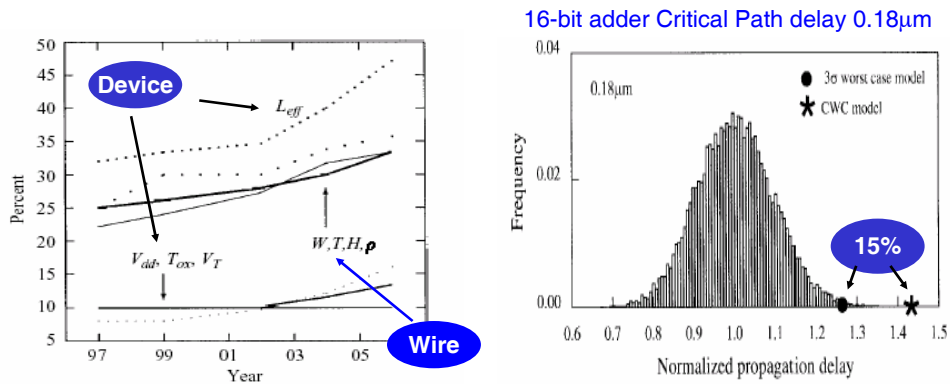 16-bit adder Critical Path delay 0.18μm
50
45
40
35
30
25
20
15
10
5
Percent
97
99
01
03
05
Year
Device
L_eff
V_dd, T_ox, V_T
W,T,H,ρ
Wire
0.04
0.02
0.00
Frequency
0.18μm
3σ worst case model
CWC model
15%
0.6
0.7
0.8
0.9
1.0
1.1
1.2
1.3
1.4
1.5
Normalized propagation delay